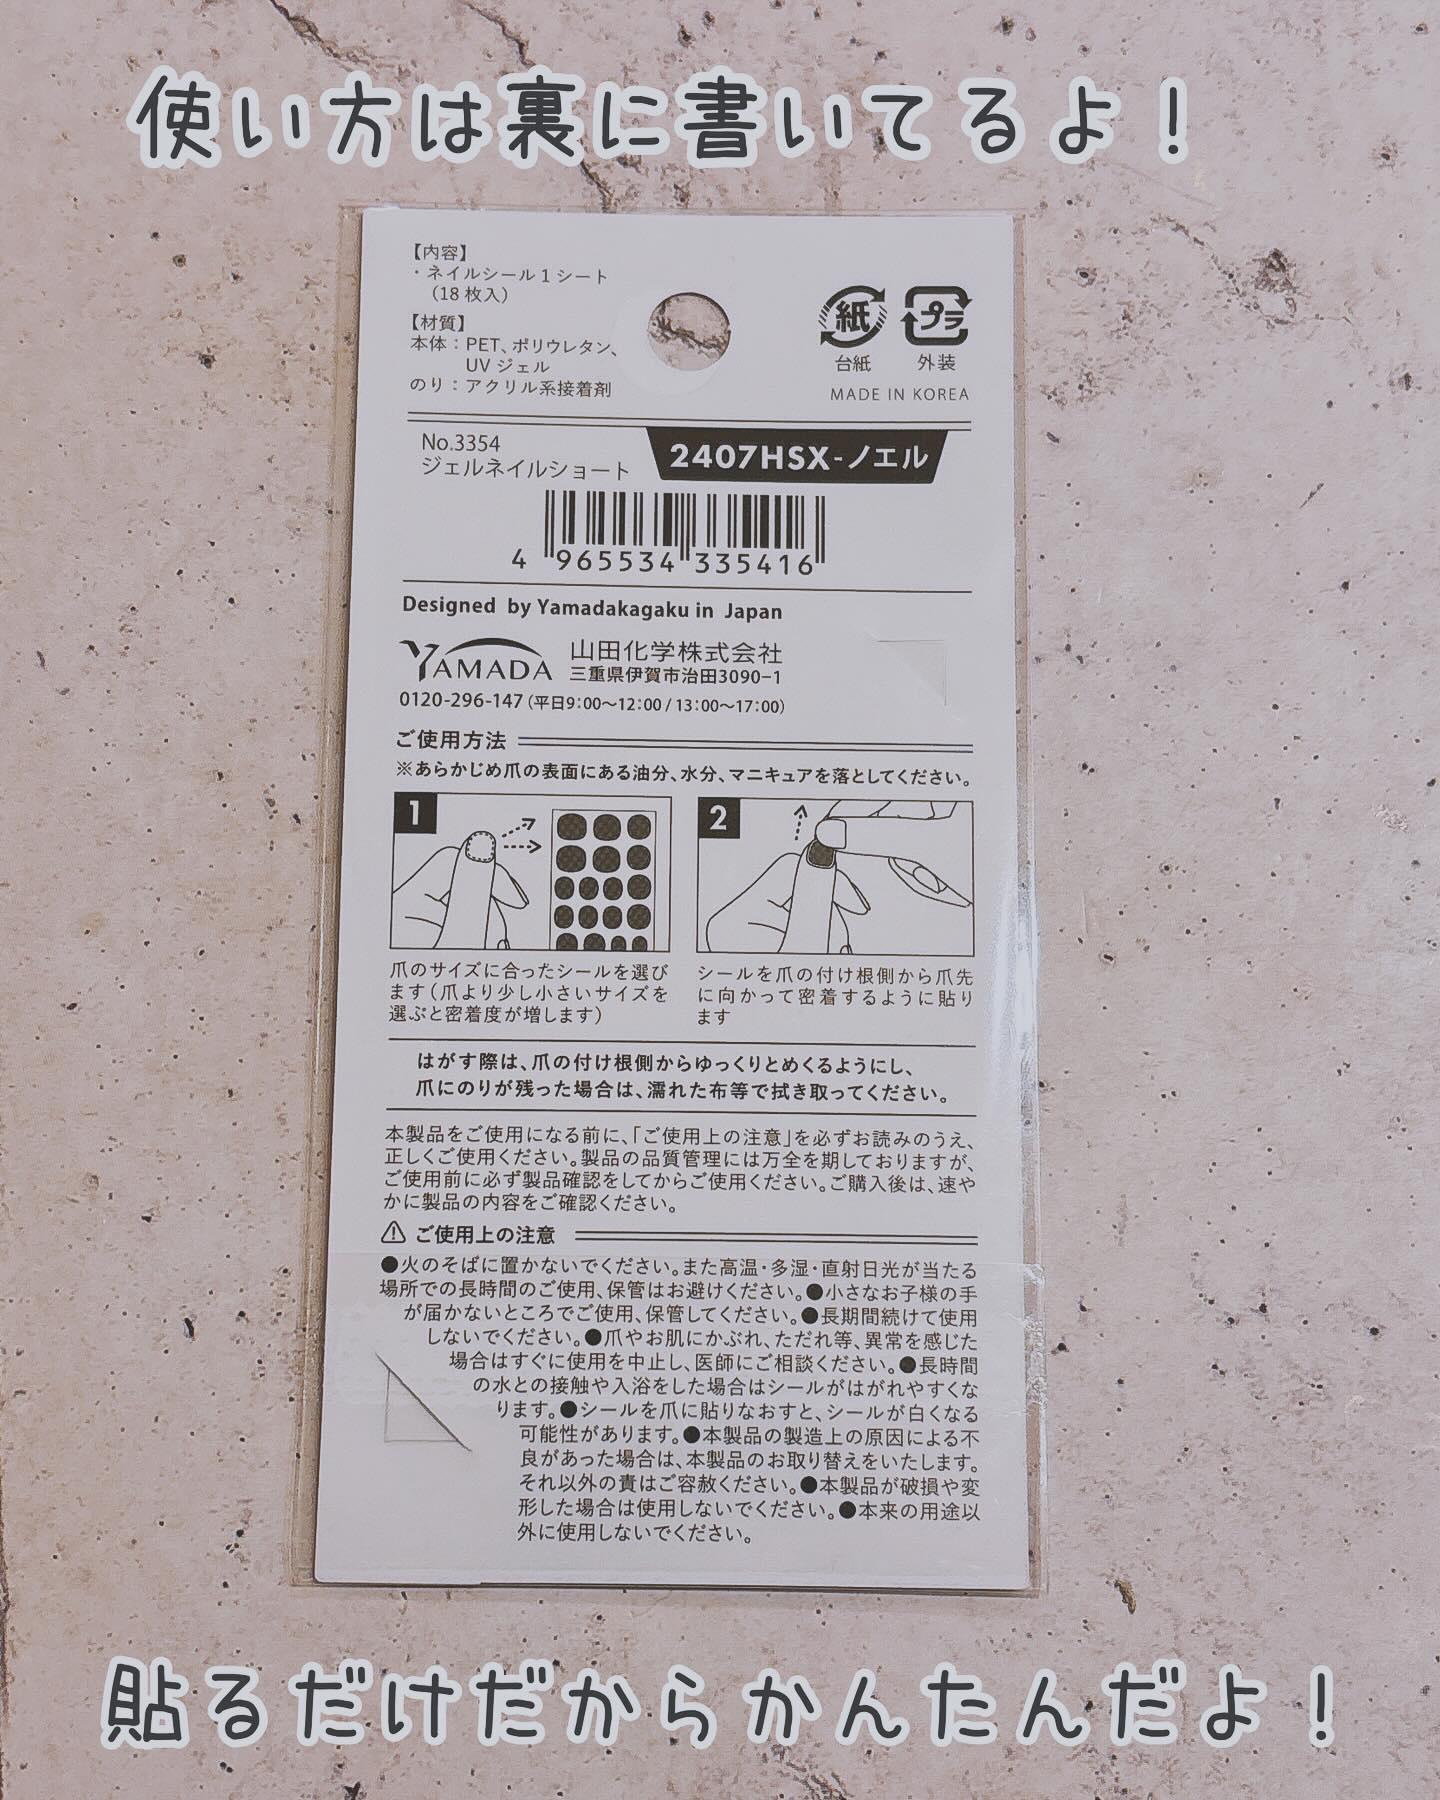 使い方は裏に書いてるよ！
【内容】
・ネイルシール1シート
（18枚入）
【材質】
本体：PET、ポリウレタン、
UVジェル
のり：アクリル系接着剤
紙
プラ
台紙
外装
MADE IN KOREA
No.3354
ジェルネイルショート
2407HSX-ノエル
4 965534 335416
Designed by Yamadakagaku in Japan
YAMADA
山田化学株式会社
三重県伊賀市治田3090−1
0120-296-147（平日9:00〜12:00 / 13:00〜17:00）
ご使用方法
※あらかじめ爪の表面にある油分、水分、マニキュアを落としてください。
1
2
爪のサイズに合ったシールを選び
ます（爪より少し小さいサイズを
選ぶと密着度が増します）
シールを爪の付け根側から爪先
に向かって密着するように貼り
ます
はがす際は、爪の付け根側からゆっくりとめくるようにし、
爪にのりが残った場合は、濡れた布等で拭き取ってください。
本製品をご使用になる前に、「ご使用上の注意」を必ずお読みのうえ、
正しくご使用ください。製品の品質管理には万全を期しておりますが、
ご使用前に必ず製品確認をしてからご使用ください。ご購入後は、速や
かに製品の内容をご確認ください。
⚠ ご使用上の注意
●火のそばに置かないでください。また高温・多湿・直射日光が当たる
場所での長時間のご使用、保管はお避けください。●小さなお子様の手
が届かないところでご使用、保管してください。●長期間続けて使用
しないでください。●爪やお肌にかぶれ、ただれ等、異常を感じた
場合はすぐに使用を中止し、医師にご相談ください。●長時間
の水との接触や入浴をした場合はシールがはがれやすくな
ります。●シールを爪に貼りなおすと、シールが白くなる
可能性があります。●本製品の製造上の原因による不
良があった場合は、本製品のお取り替えをいたします。
それ以外の責はご容赦ください。●本製品が破損や変
形した場合は使用しないでください。●本来の用途以
外に使用しないでください。
貼るだけだからかんたんだよ！